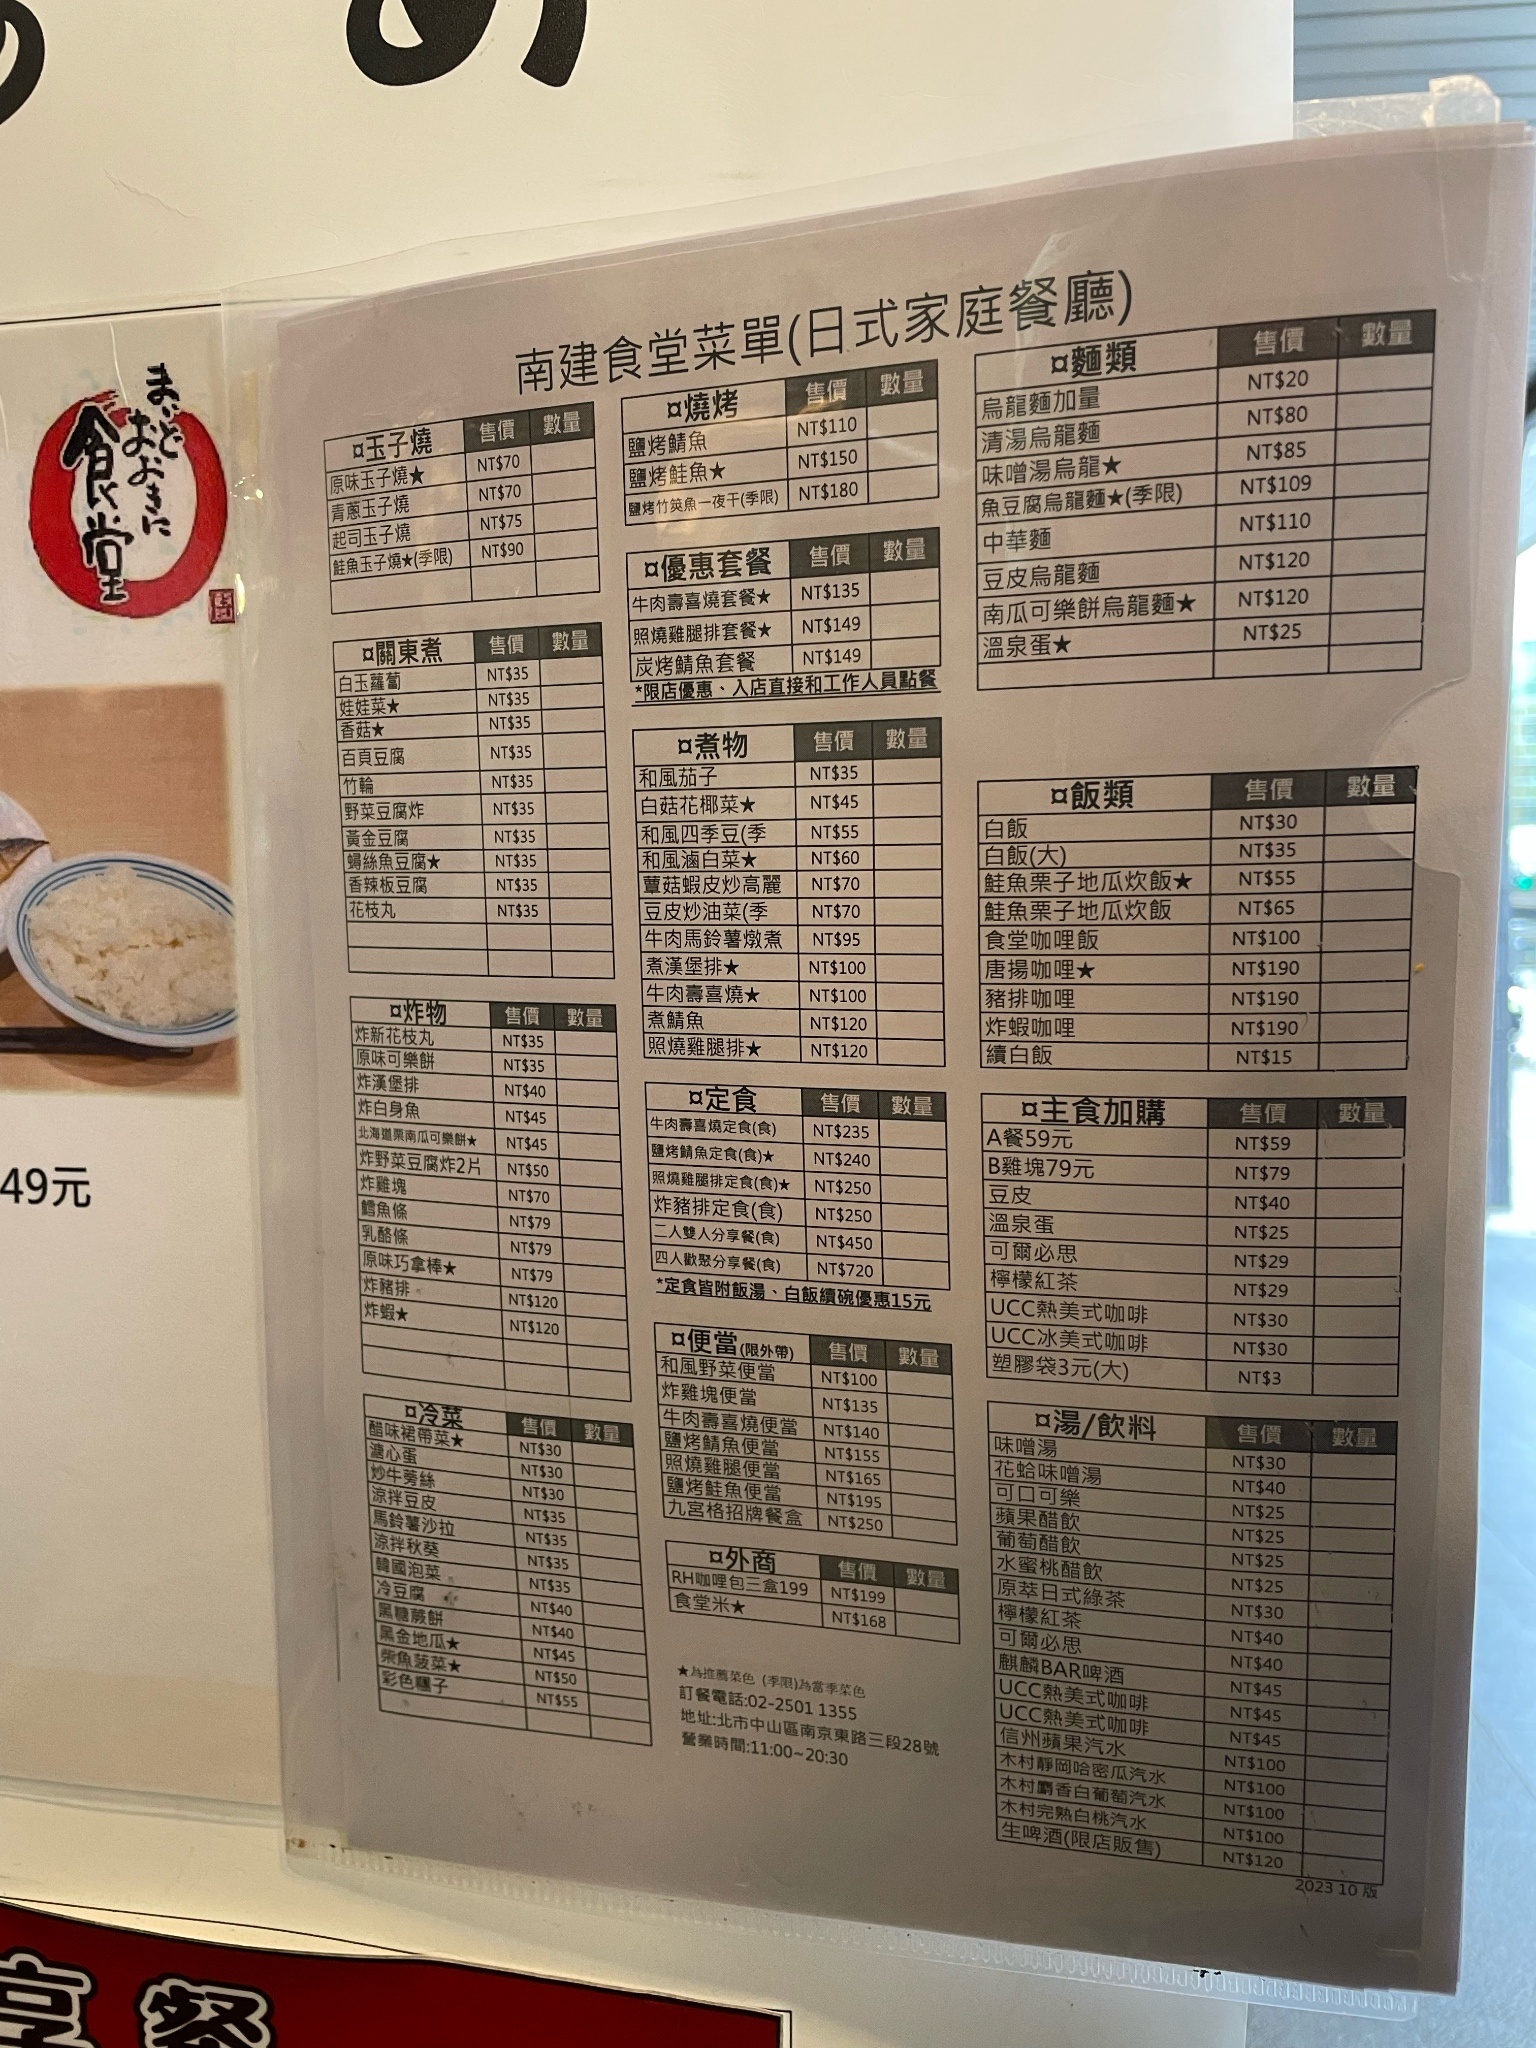 まいど
おおきに
食堂
49元
享餐
南建食堂菜單(日式家庭餐廳)
¤玉子燒 售價 數量
原味玉子燒★ NT$70
青蔥玉子燒 NT$70
起司玉子燒 NT$75
鮭魚玉子燒★(季限) NT$90
¤關東煮 售價 數量
白玉蘿蔔 NT$35
娃娃菜★ NT$35
香菇★ NT$35
百頁豆腐 NT$35
竹輪 NT$35
野菜豆腐炸 NT$35
黃金豆腐 NT$35
蟳絲魚豆腐★ NT$35
香辣板豆腐 NT$35
花枝丸 NT$35
¤炸物 售價 數量
炸新花枝丸 NT$35
原味可樂餅 NT$35
炸漢堡排 NT$40
炸白身魚 NT$45
北海道栗南瓜可樂餅★ NT$45
炸野菜豆腐炸2片 NT$50
炸雞塊 NT$70
鱈魚條 NT$79
乳酪條 NT$79
原味巧拿棒★ NT$79
炸豬排 NT$120
炸蝦★ NT$120
¤冷菜 售價 數量
醋味裙帶菜★ NT$30
溏心蛋 NT$30
炒牛蒡絲 NT$30
涼拌豆皮 NT$35
馬鈴薯沙拉 NT$35
涼拌秋葵 NT$35
韓國泡菜 NT$35
冷豆腐 NT$40
黑糖蕨餅 NT$40
黑金地瓜★ NT$45
柴魚菠菜★ NT$50
彩色糰子 NT$55
¤燒烤 售價 數量
鹽烤鯖魚 NT$110
鹽烤鮭魚★ NT$150
鹽烤竹筴魚一夜干(季限) NT$180
¤優惠套餐 售價 數量
牛肉壽喜燒套餐★ NT$135
照燒雞腿排套餐★ NT$149
炭烤鯖魚套餐 NT$149
*限店優惠、入店直接和工作人員點餐
¤煮物 售價 數量
和風茄子 NT$35
白菇花椰菜★ NT$45
和風四季豆(季 NT$55
和風滷白菜★ NT$60
蕈菇蝦皮炒高麗 NT$70
豆皮炒油菜(季 NT$70
牛肉馬鈴薯燉煮 NT$95
煮漢堡排★ NT$100
牛肉壽喜燒★ NT$100
煮鯖魚 NT$120
照燒雞腿排★ NT$120
¤定食 售價 數量
牛肉壽喜燒定食(食) NT$235
鹽烤鯖魚定食(食)★ NT$240
照燒雞腿排定食(食)★ NT$250
炸豬排定食(食) NT$250
二人雙人分享餐(食) NT$450
四人歡聚分享餐(食) NT$720
*定食皆附飯湯、白飯續碗優惠15元
¤便當(限外帶) 售價 數量
和風野菜便當 NT$100
炸雞塊便當 NT$135
牛肉壽喜燒便當 NT$140
鹽烤鯖魚便當 NT$155
照燒雞腿便當 NT$165
鹽烤鮭魚便當 NT$195
九宮格招牌餐盒 NT$250
¤外商 售價 數量
RH咖哩包三盒199 NT$199
食堂米★ NT$168
★為推薦菜色 (季限)為當季菜色
訂餐電話:02-2501 1355
地址:北市中山區南京東路三段28號
營業時間:11:00~20:30
¤麵類 售價 數量
烏龍麵加量 NT$20
清湯烏龍麵 NT$80
味噌湯烏龍★ NT$85
魚豆腐烏龍麵★(季限) NT$109
中華麵 NT$110
豆皮烏龍麵 NT$120
南瓜可樂餅烏龍麵★ NT$120
溫泉蛋★ NT$25
¤飯類 售價 數量
白飯 NT$30
白飯(大) NT$35
鮭魚栗子地瓜炊飯★ NT$55
鮭魚栗子地瓜炊飯 NT$65
食堂咖哩飯 NT$100
唐揚咖哩★ NT$190
豬排咖哩 NT$190
炸蝦咖哩 NT$190
續白飯 NT$15
¤主食加購 售價 數量
A餐59元 NT$59
B雞塊79元 NT$79
豆皮 NT$40
溫泉蛋 NT$25
可爾必思 NT$29
檸檬紅茶 NT$29
UCC熱美式咖啡 NT$30
UCC冰美式咖啡 NT$30
塑膠袋3元(大) NT$3
¤湯/飲料 售價 數量
味噌湯 NT$30
花蛤味噌湯 NT$40
可口可樂 NT$25
蘋果醋飲 NT$25
葡萄醋飲 NT$25
水蜜桃醋飲 NT$25
原萃日式綠茶 NT$30
檸檬紅茶 NT$40
可爾必思 NT$40
麒麟BAR啤酒 NT$45
UCC熱美式咖啡 NT$45
UCC熱美式咖啡 NT$45
信州蘋果汽水 NT$100
木村靜岡哈密瓜汽水 NT$100
木村麝香白葡萄汽水 NT$100
木村完熟白桃汽水 NT$100
生啤酒(限店販售) NT$120
2023 10 版